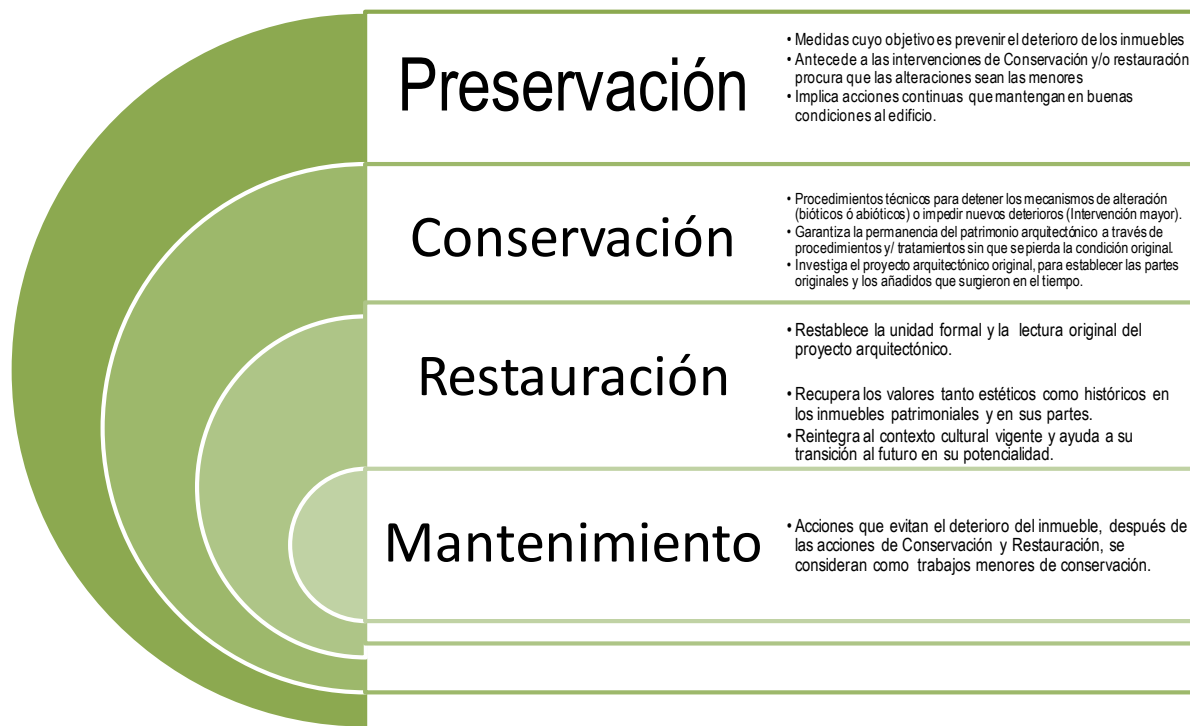 Preservación
• Medidas cuyo objetivo es prevenir el deterioro de los inmuebles
• Antecede a las intervenciones de Conservación y/o restauración
procura que las alteraciones sean las menores
• Implica acciones continuas que mantengan en buenas
condiciones al edificio.
Conservación
• Procedimientos técnicos para detener los mecanismos de alteración
(bióticos ó abióticos) o impedir nuevos deterioros (Intervención mayor).
• Garantiza la permanencia del patrimonio arquitectónico a través de
procedimientos y/ tratamientos sin que se pierda la condición original.
• Investiga el proyecto arquitectónico original, para establecer las partes
originales y los añadidos que surgieron en el tiempo.
Restauración
• Restablece la unidad formal y la lectura original del
proyecto arquitectónico.
• Recupera los valores tanto estéticos como históricos en
los inmuebles patrimoniales y en sus partes.
• Reintegra al contexto cultural vigente y ayuda a su
transición al futuro en su potencialidad.
Mantenimiento
• Acciones que evitan el deterioro del inmueble, después de
las acciones de Conservación y Restauración, se
consideran como trabajos menores de conservación.